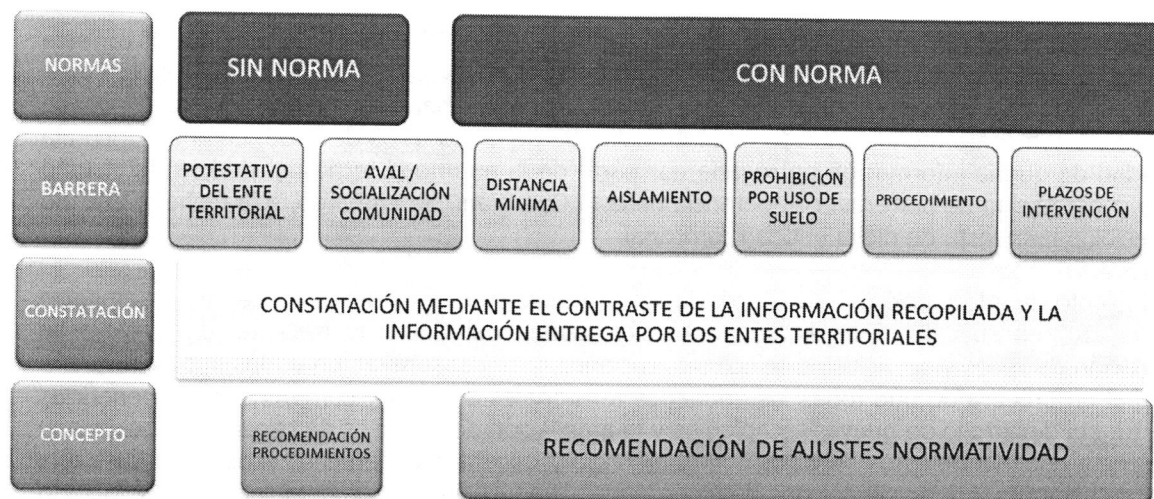 NORMAS
SIN NORMA
CON NORMA
BARRERA
POTESTATIVO
DEL ENTE
TERRITORIAL
AVAL /
SOCIALIZACIÓN
COMUNIDAD
DISTANCIA
MÍNIMA
AISLAMIENTO
PROHIBICIÓN
POR USO DE
SUELO
PROCEDIMIENTO
PLAZOS DE
INTERVENCIÓN
CONSTATACIÓN
CONSTATACIÓN MEDIANTE EL CONTRASTE DE LA INFORMACIÓN RECOPILADA Y LA
INFORMACIÓN ENTREGA POR LOS ENTES TERRITORIALES
CONCEPTO
RECOMENDACIÓN
PROCEDIMIENTOS
RECOMENDACIÓN DE AJUSTES NORMATIVIDAD